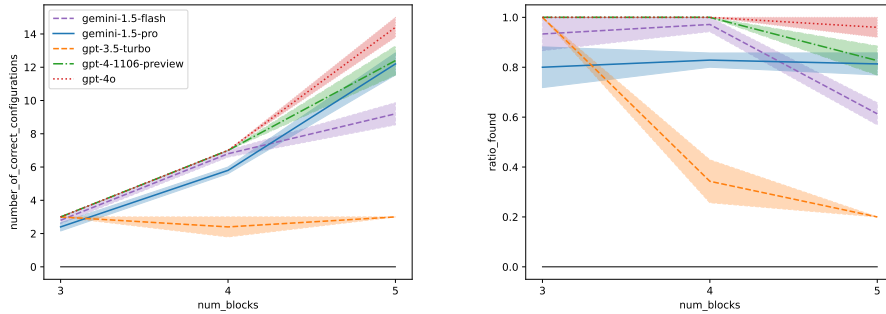 gemini-1.5-flash
gemini-1.5-pro
gpt-3.5-turbo
gpt-4-1106-preview
gpt-4o
number_of_correct_configurations
14
12
10
8
6
4
2
0
3 4 5
num_blocks
ratio_found
1.0
0.8
0.6
0.4
0.2
0.0
3 4 5
num_blocks